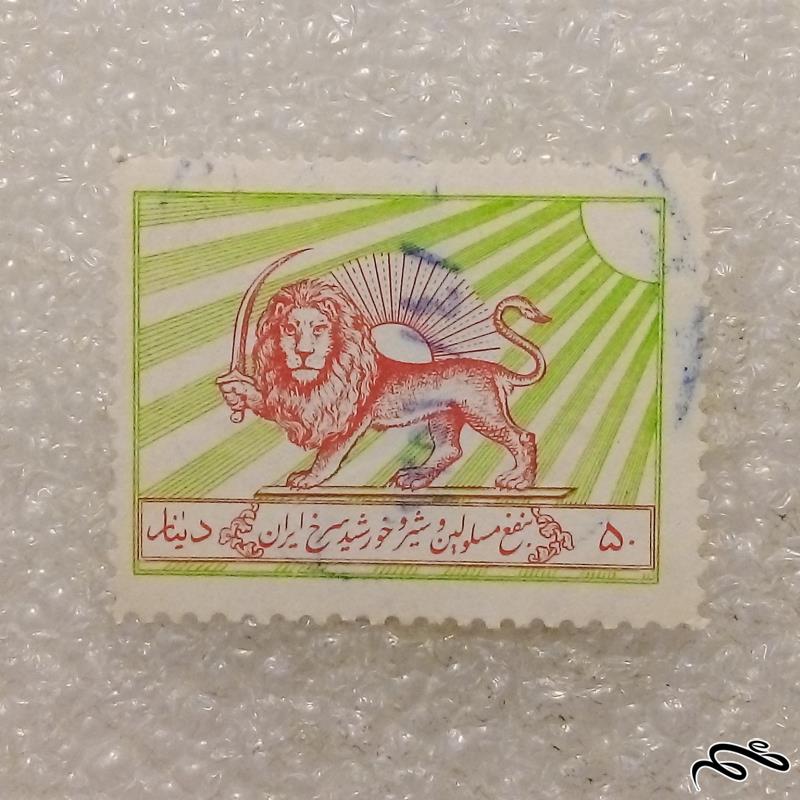 ۵۰ بنفع مسلولین و شیر و خورشید سرخ ایران دینار